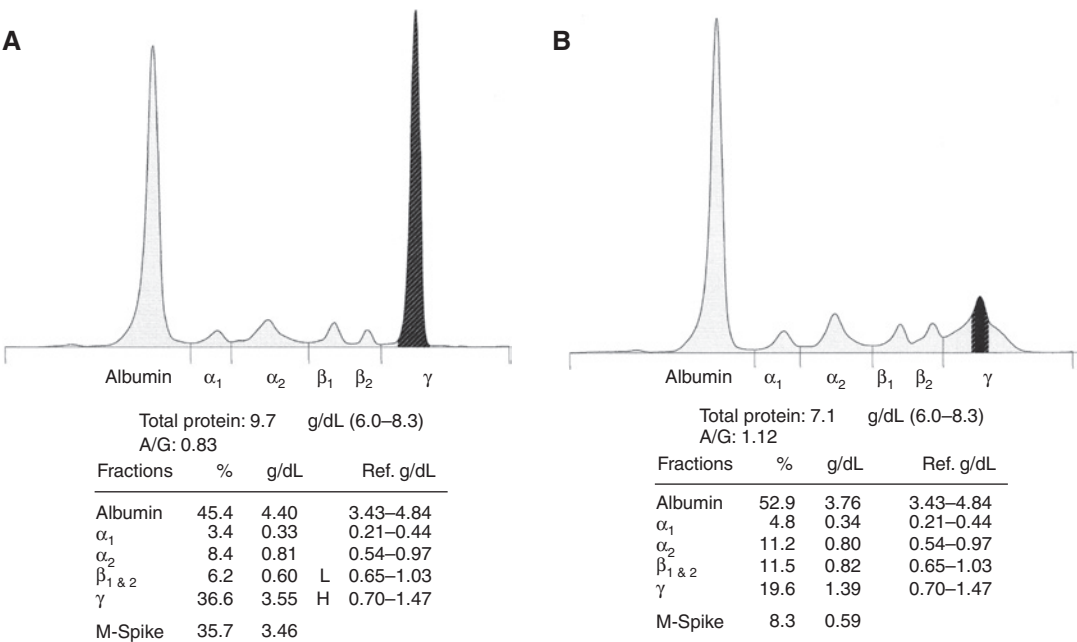 A
Albumin α1 α2 β1 β2 γ
Total protein: 9.7 g/dL (6.0–8.3)
A/G: 0.83
Fractions % g/dL Ref. g/dL
Albumin 45.4 4.40 3.43–4.84
α1 3.4 0.33 0.21–0.44
α2 8.4 0.81 0.54–0.97
β1 & 2 6.2 0.60 L 0.65–1.03
γ 36.6 3.55 H 0.70–1.47
M-Spike 35.7 3.46
B
Albumin α1 α2 β1 β2 γ
Total protein: 7.1 g/dL (6.0–8.3)
A/G: 1.12
Fractions % g/dL Ref. g/dL
Albumin 52.9 3.76 3.43–4.84
α1 4.8 0.34 0.21–0.44
α2 11.2 0.80 0.54–0.97
β1 & 2 11.5 0.82 0.65–1.03
γ 19.6 1.39 0.70–1.47
M-Spike 8.3 0.59